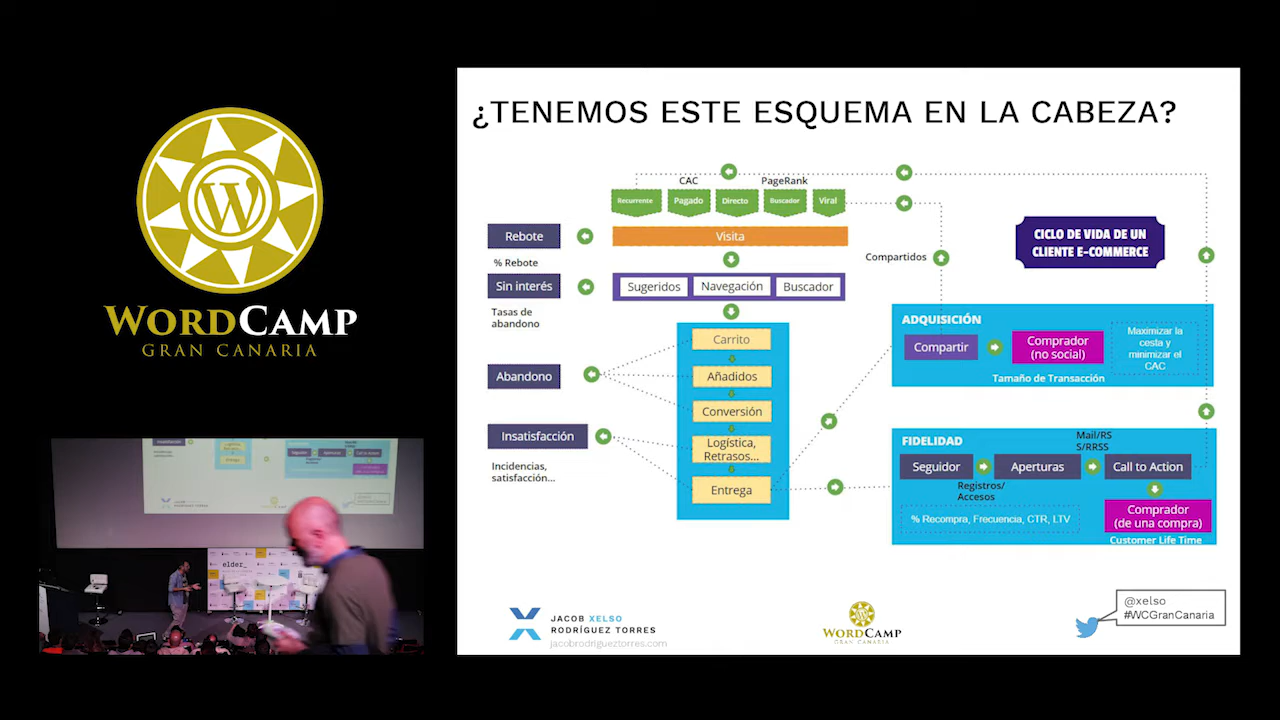 WORDCAMP
GRAN CANARIA
¿TENEMOS ESTE ESQUEMA EN LA CABEZA?
CAC
PageRank
Recurrente
Pagado
Directo
Buscador
Viral
Rebote
Visita
% Rebote
Sin interés
Sugeridos
Navegación
Buscador
Tasas de
abandono
Compartidos
CICLO DE VIDA DE UN
CLIENTE E-COMMERCE
Carrito
Añadidos
Conversión
Logística,
Retrasos...
Entrega
Abandono
Insatisfacción
Incidencias,
satisfacción...
ADQUISICIÓN
Compartir
Comprador
(no social)
Maximizar la
cesta y
minimizar el
CAC
Tamaño de Transacción
FIDELIDAD
Mail/RS
S/RRSS
Seguidor
Aperturas
Call to Action
Registros/
Accesos
% Recompra, Frecuencia, CTR, LTV
Comprador
(de una compra)
Customer Life Time
JACOB XELSO
RODRÍGUEZ TORRES
jacobrodrigueztorres.com
WORDCAMP
GRAN CANARIA
@xelso
#WCGranCanaria
JACOB XELSO
RODRÍGUEZ TORRES
elder_